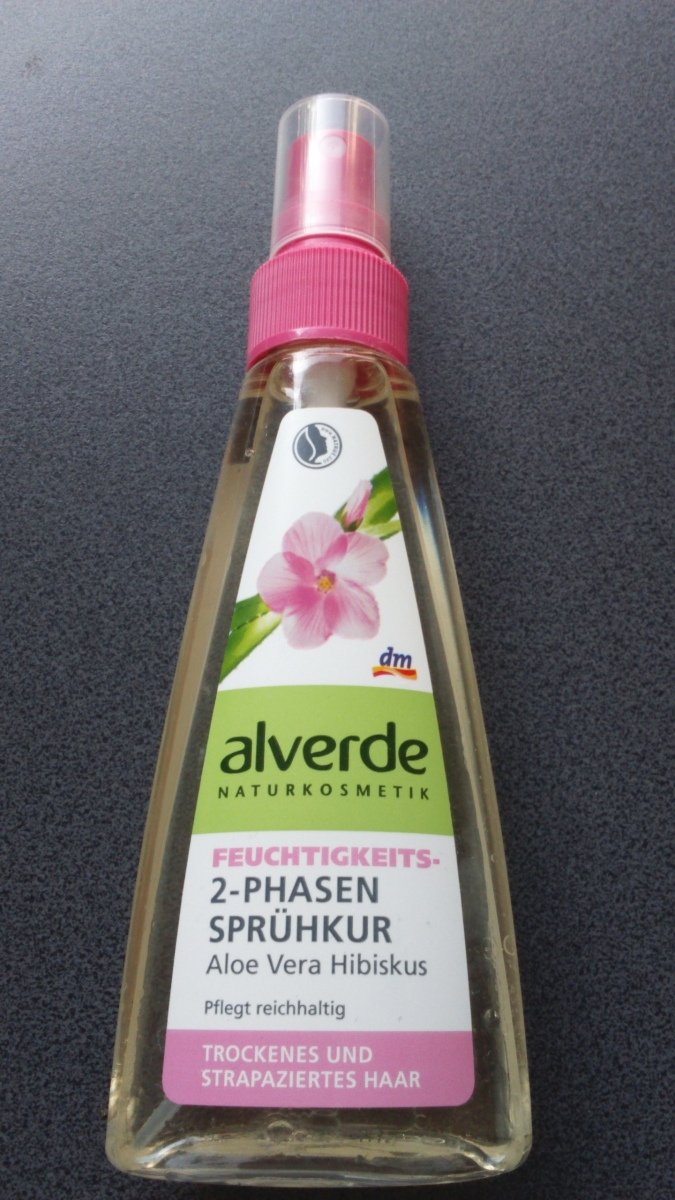 dm
alverde
NATURKOSMETIK
FEUCHTIGKEITS-
2-PHASEN
SPRÜHKUR
Aloe Vera Hibiskus
Pflegt reichhaltig
TROCKENES UND
STRAPAZIERTES HAAR